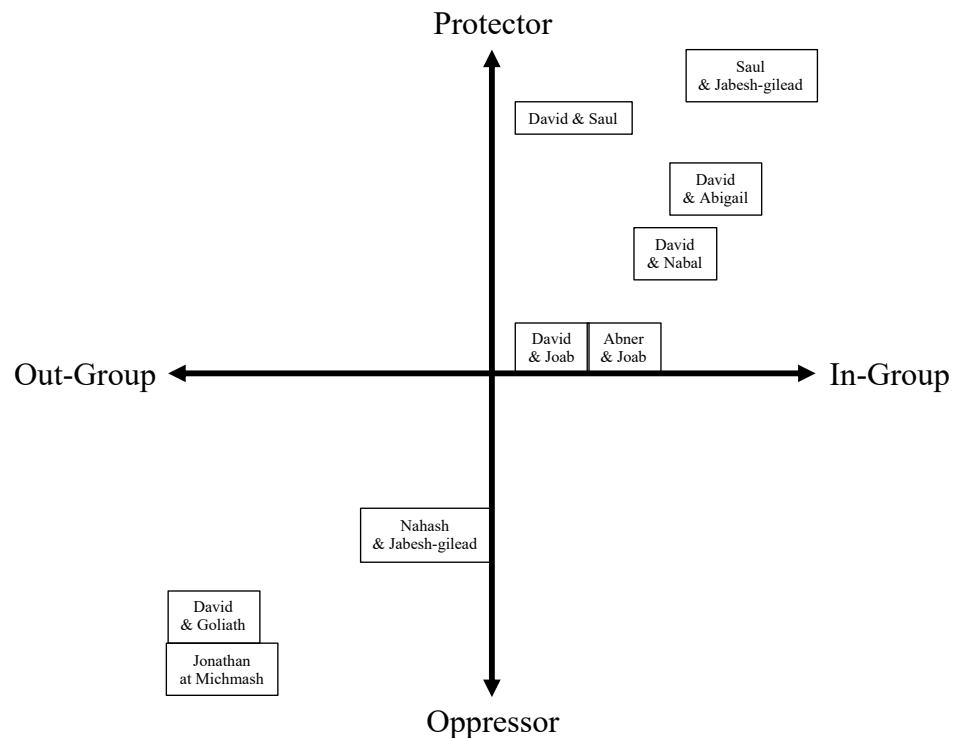 Protector
Saul
& Jabesh-gilead
David & Saul
David
& Abigail
David
& Nabal
David
& Joab
Abner
& Joab
Out-Group
In-Group
Nahash
& Jabesh-gilead
David
& Goliath
Jonathan
at Michmash
Oppressor